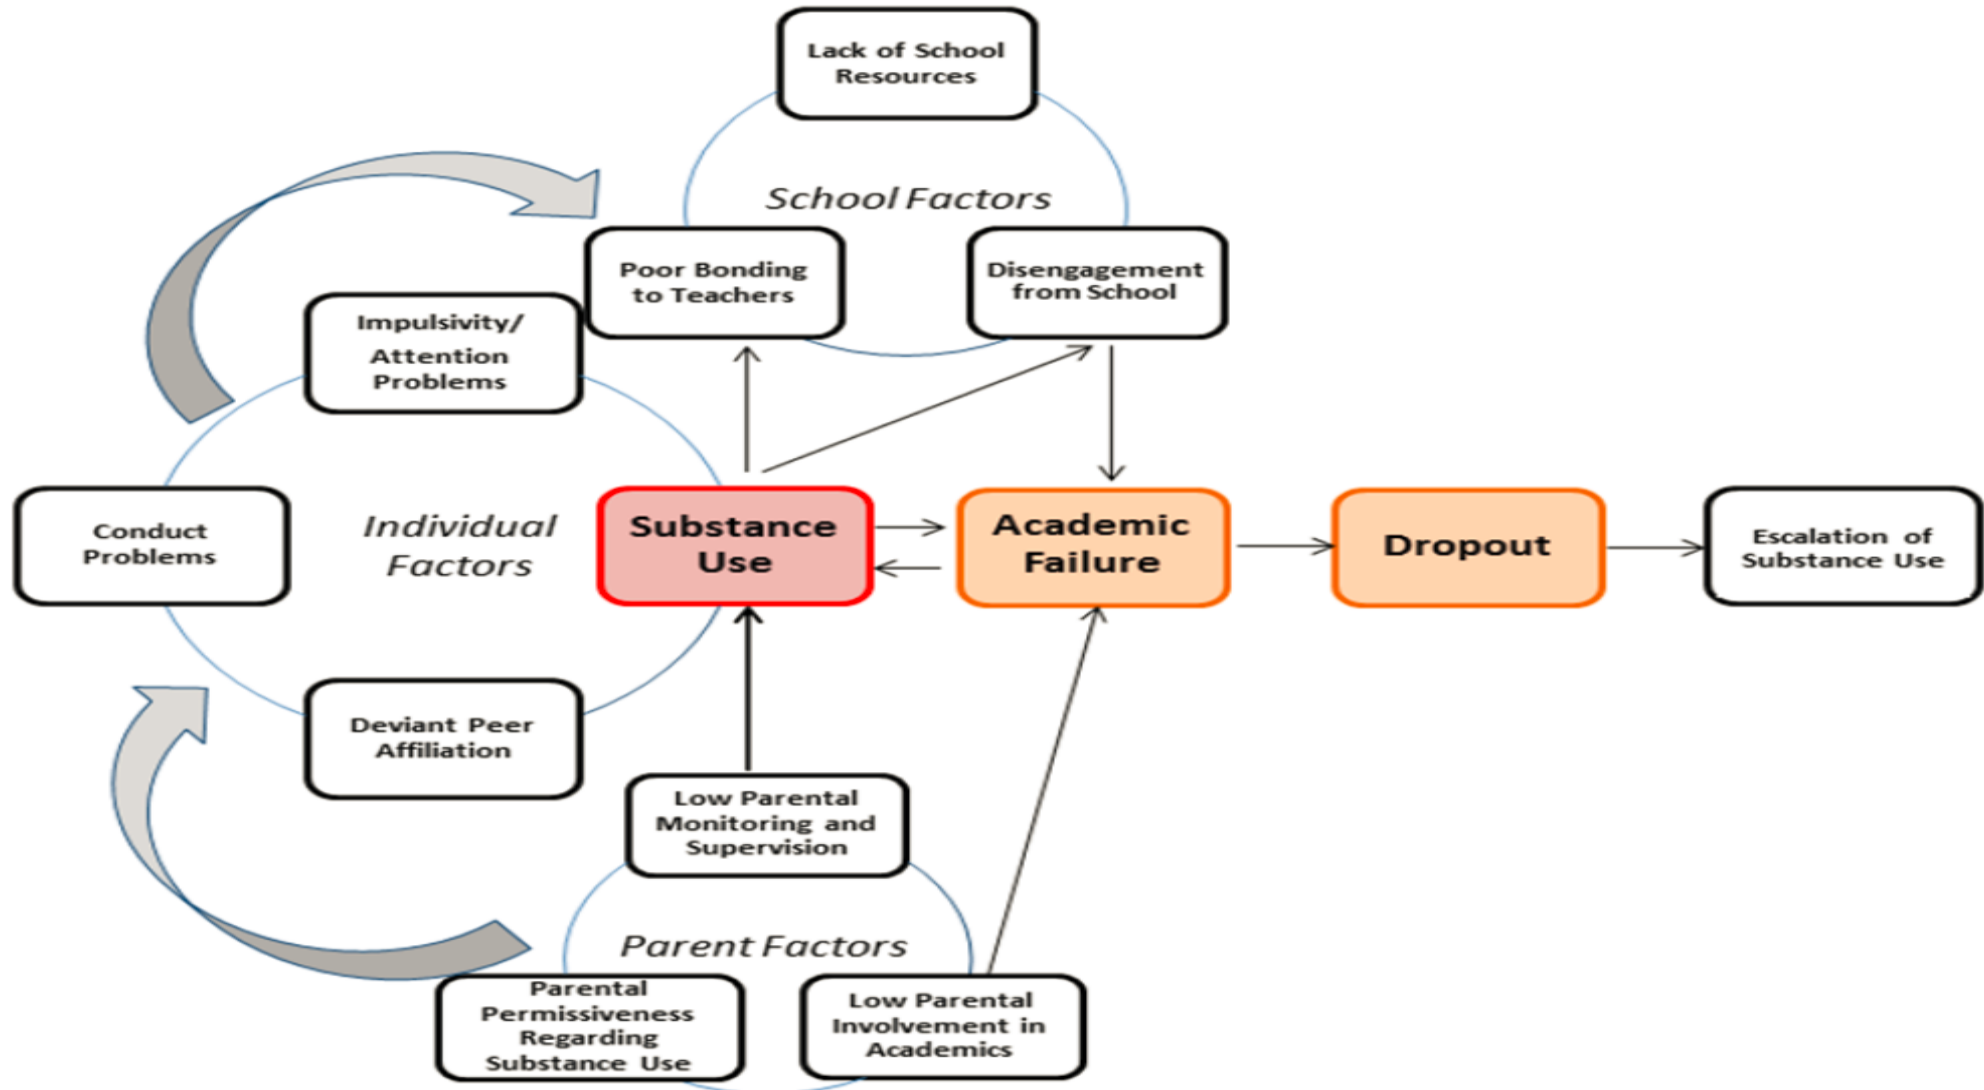 Lack of School
Resources
School Factors
Poor Bonding
to Teachers
Disengagement
from School
Impulsivity/
Attention
Problems
Conduct
Problems
Individual
Factors
Substance
Use
Academic
Failure
Dropout
Escalation of
Substance Use
Deviant Peer
Affiliation
Low Parental
Monitoring and
Supervision
Parent Factors
Parental
Permissiveness
Regarding
Substance Use
Low Parental
Involvement in
Academics